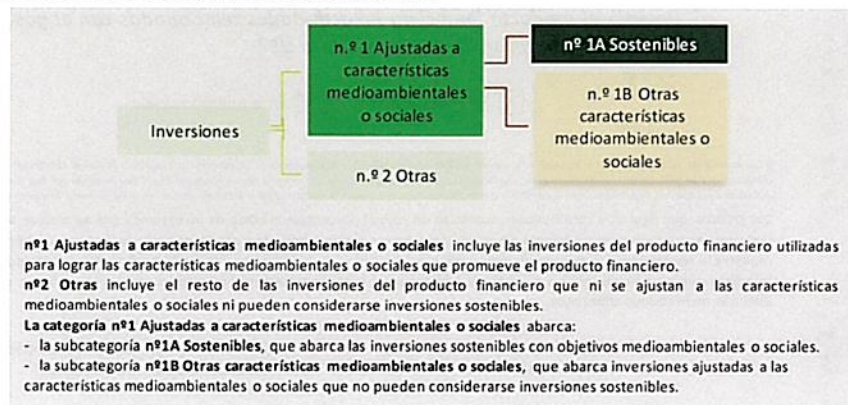 n.º 1 Ajustadas a
características
medioambientales
o sociales
nº 1A Sostenibles
n.º 1B Otras
características
medioambientales o
sociales
Inversiones
n.º 2 Otras
nº1 Ajustadas a características medioambientales o sociales incluye las inversiones del producto financiero utilizadas
para lograr las características medioambientales o sociales que promueve el producto financiero.
nº2 Otras incluye el resto de las inversiones del producto financiero que ni se ajustan a las características
medioambientales o sociales ni pueden considerarse inversiones sostenibles.
La categoría nº1 Ajustadas a características medioambientales o sociales abarca:
- la subcategoría nº1A Sostenibles, que abarca las inversiones sostenibles con objetivos medioambientales o sociales.
- la subcategoría nº1B Otras características medioambientales o sociales, que abarca inversiones ajustadas a las
características medioambientales o sociales que no pueden considerarse inversiones sostenibles.